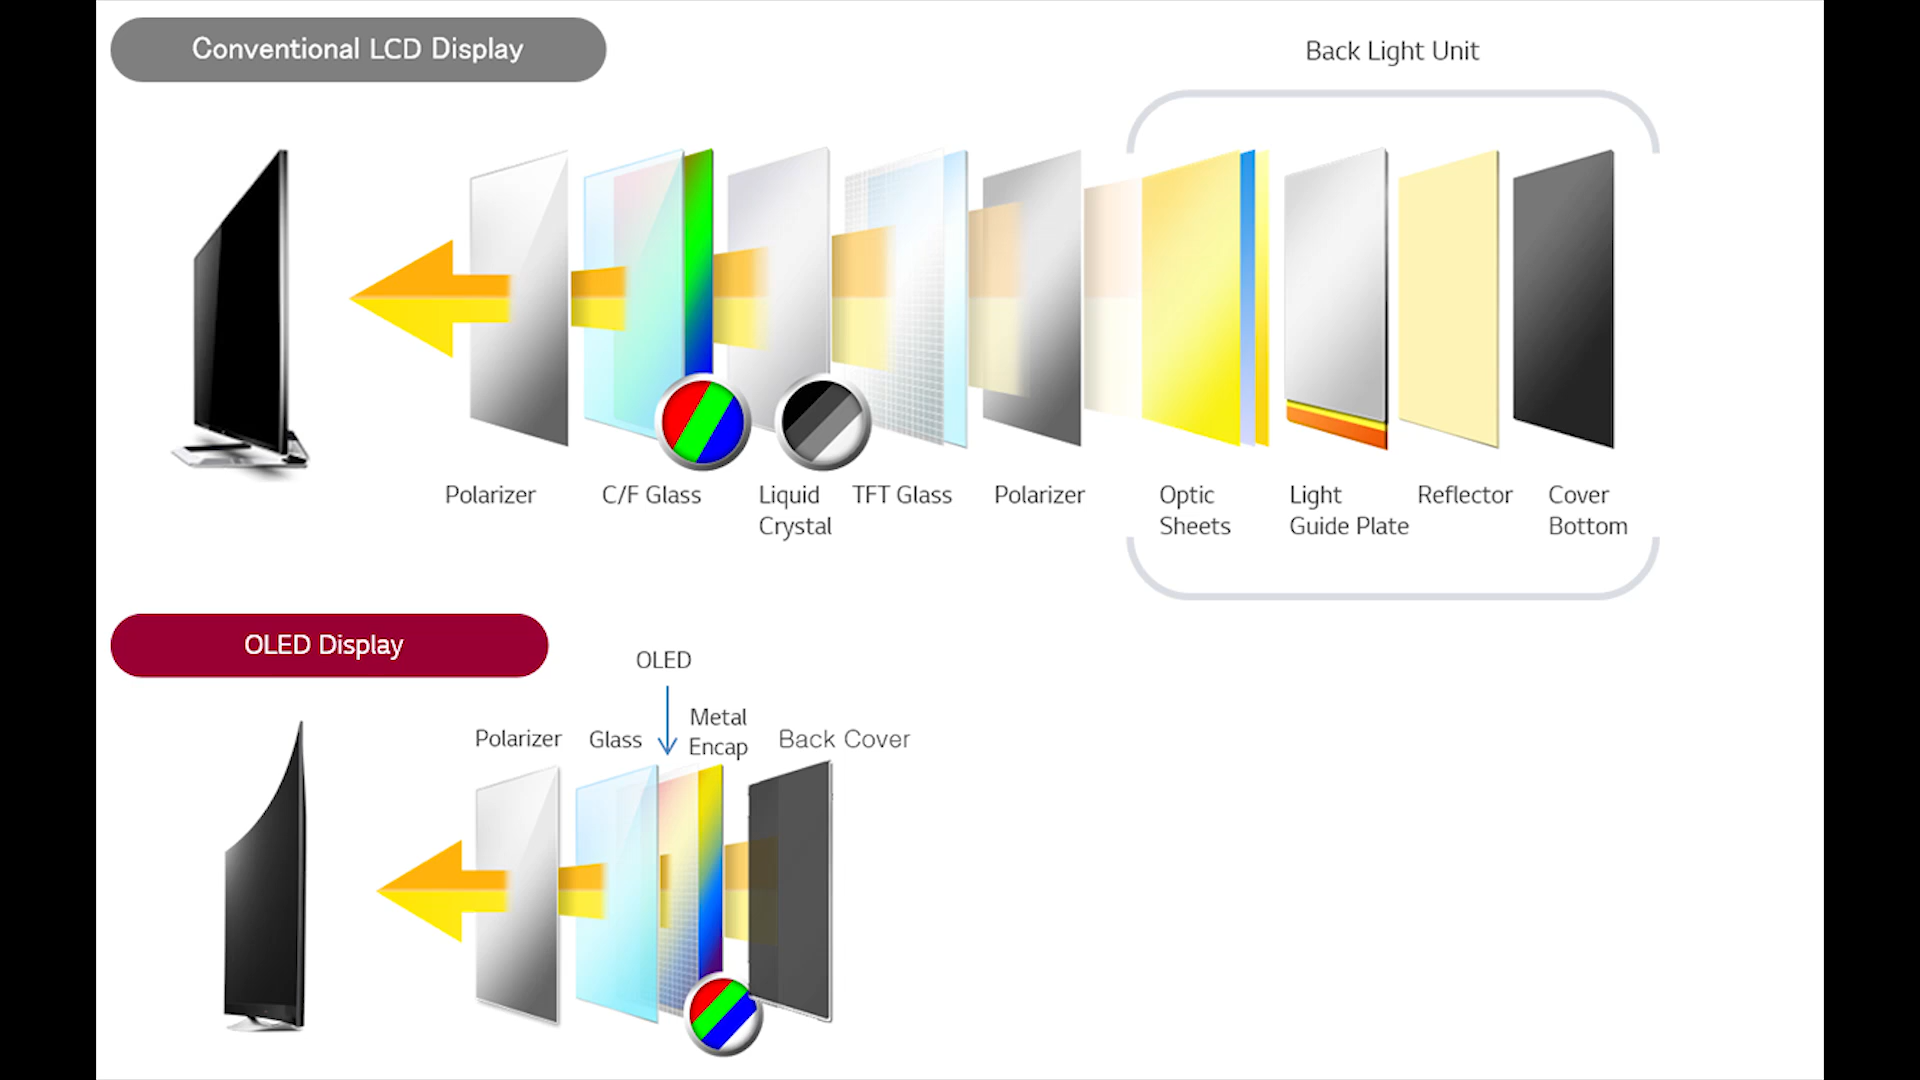 Conventional LCD Display
Back Light Unit
Polarizer
C/F Glass
Liquid
Crystal
TFT Glass
Polarizer
Optic
Sheets
Light
Guide Plate
Reflector
Cover
Bottom
OLED Display
OLED
Polarizer
Glass
Metal
Encap
Back Cover